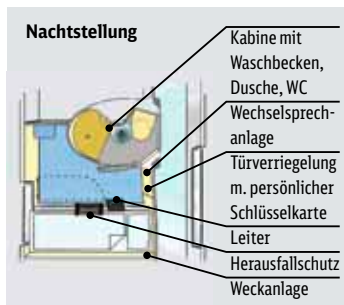 Nachtstellung
Kabine mit
Waschbecken,
Dusche, WC
Wechselsprech-
anlage
Türverriegelung
m. persönlicher
Schlüsselkarte
Leiter
Herausfallschutz
Weckanlage